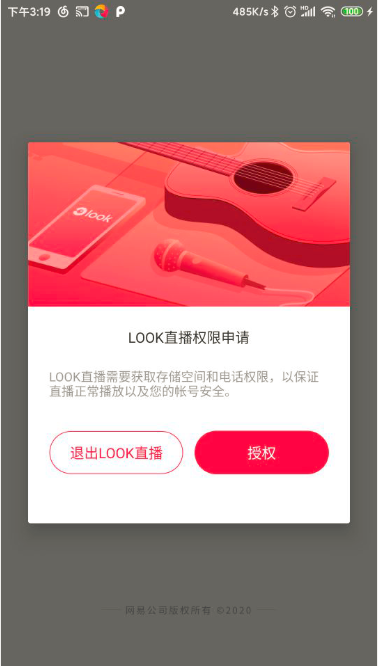 下午3:19
485K/s
HD
100
look
LOOK直播权限申请
LOOK直播需要获取存储空间和电话权限，以保证
直播正常播放以及您的帐号安全。
退出LOOK直播
授权
网易公司版权所有 ©2020